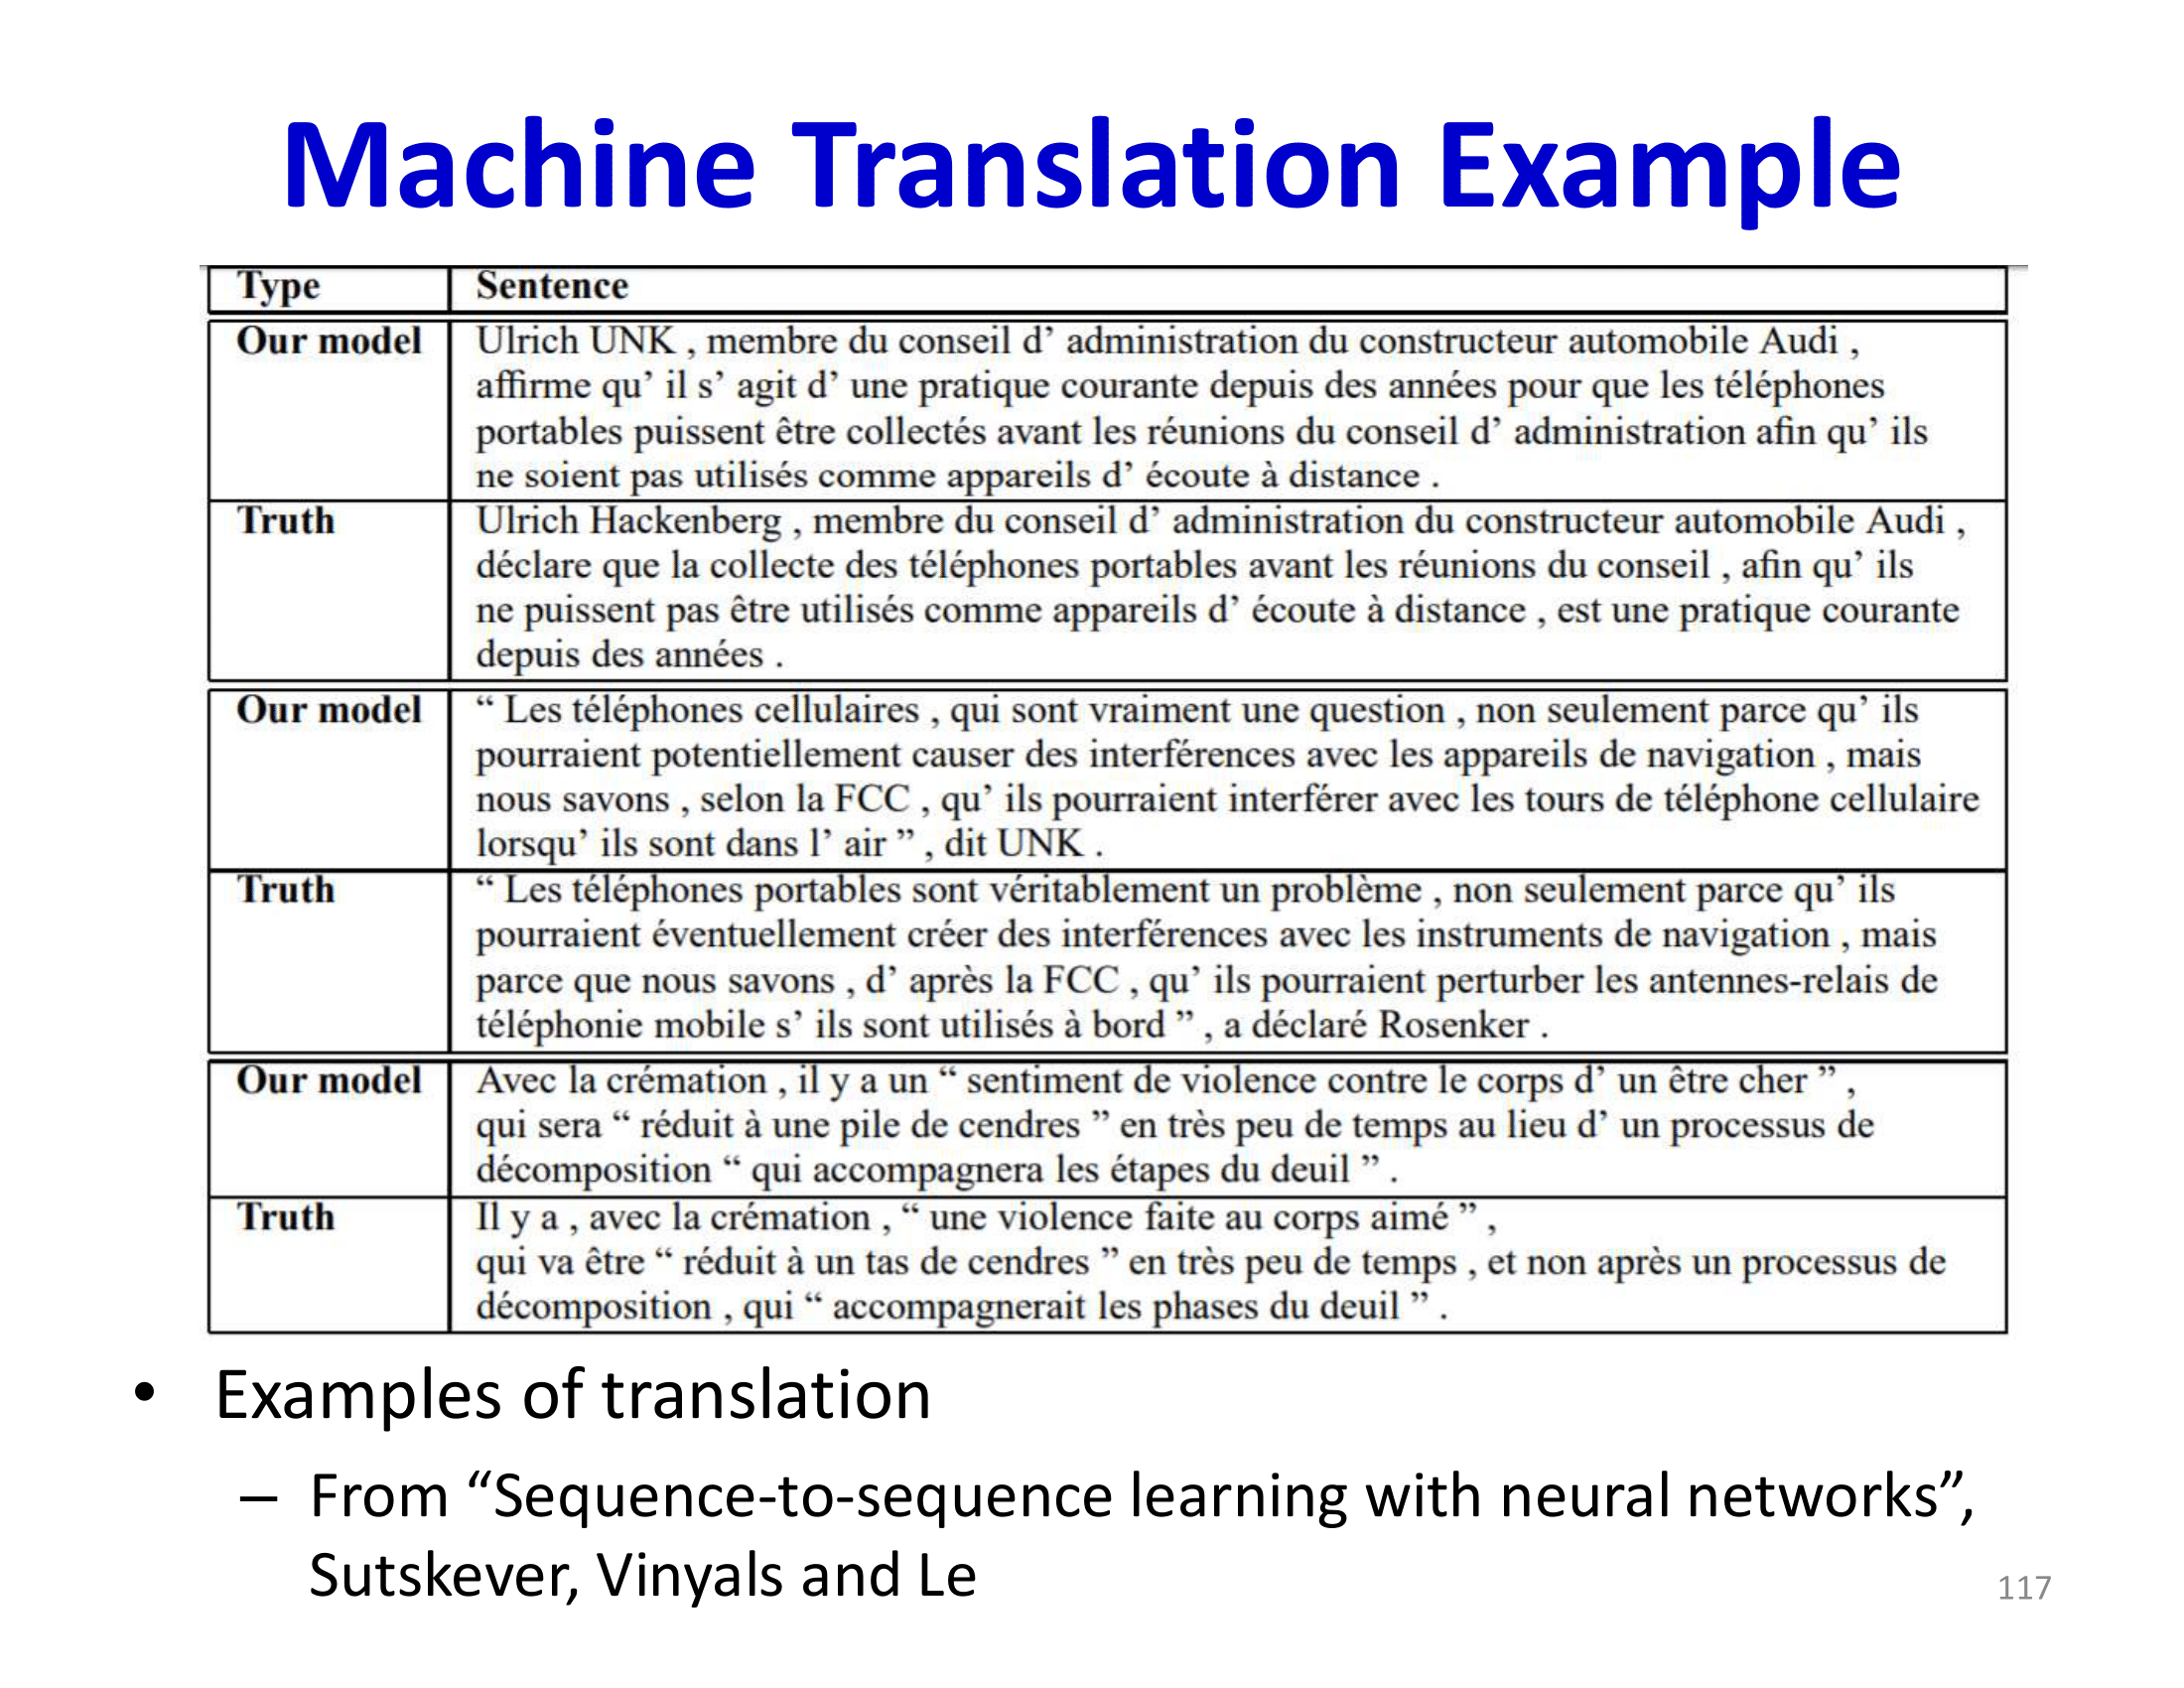 Machine Translation Example
Type Sentence
Our model Ulrich UNK , membre du conseil d’ administration du constructeur automobile Audi ,
affirme qu’ il s’ agit d’ une pratique courante depuis des années pour que les téléphones
portables puissent être collectés avant les réunions du conseil d’ administration afin qu’ ils
ne soient pas utilisés comme appareils d’ écoute à distance .
Truth Ulrich Hackenberg , membre du conseil d’ administration du constructeur automobile Audi ,
déclare que la collecte des téléphones portables avant les réunions du conseil , afin qu’ ils
ne puissent pas être utilisés comme appareils d’ écoute à distance , est une pratique courante
depuis des années .
Our model “ Les téléphones cellulaires , qui sont vraiment une question , non seulement parce qu’ ils
pourraient potentiellement causer des interférences avec les appareils de navigation , mais
nous savons , selon la FCC , qu’ ils pourraient interférer avec les tours de téléphone cellulaire
lorsqu’ ils sont dans l’ air ” , dit UNK .
Truth “ Les téléphones portables sont véritablement un problème , non seulement parce qu’ ils
pourraient éventuellement créer des interférences avec les instruments de navigation , mais
parce que nous savons , d’ après la FCC , qu’ ils pourraient perturber les antennes-relais de
téléphonie mobile s’ ils sont utilisés à bord ” , a déclaré Rosenker .
Our model Avec la crémation , il y a un “ sentiment de violence contre le corps d’ un être cher ” ,
qui sera “ réduit à une pile de cendres ” en très peu de temps au lieu d’ un processus de
décomposition “ qui accompagnera les étapes du deuil ” .
Truth Il y a , avec la crémation , “ une violence faite au corps aimé ” ,
qui va être “ réduit à un tas de cendres ” en très peu de temps , et non après un processus de
décomposition , qui “ accompagnerait les phases du deuil ” .
• Examples of translation
– From “Sequence-to-sequence learning with neural networks”,
Sutskever, Vinyals and Le
117